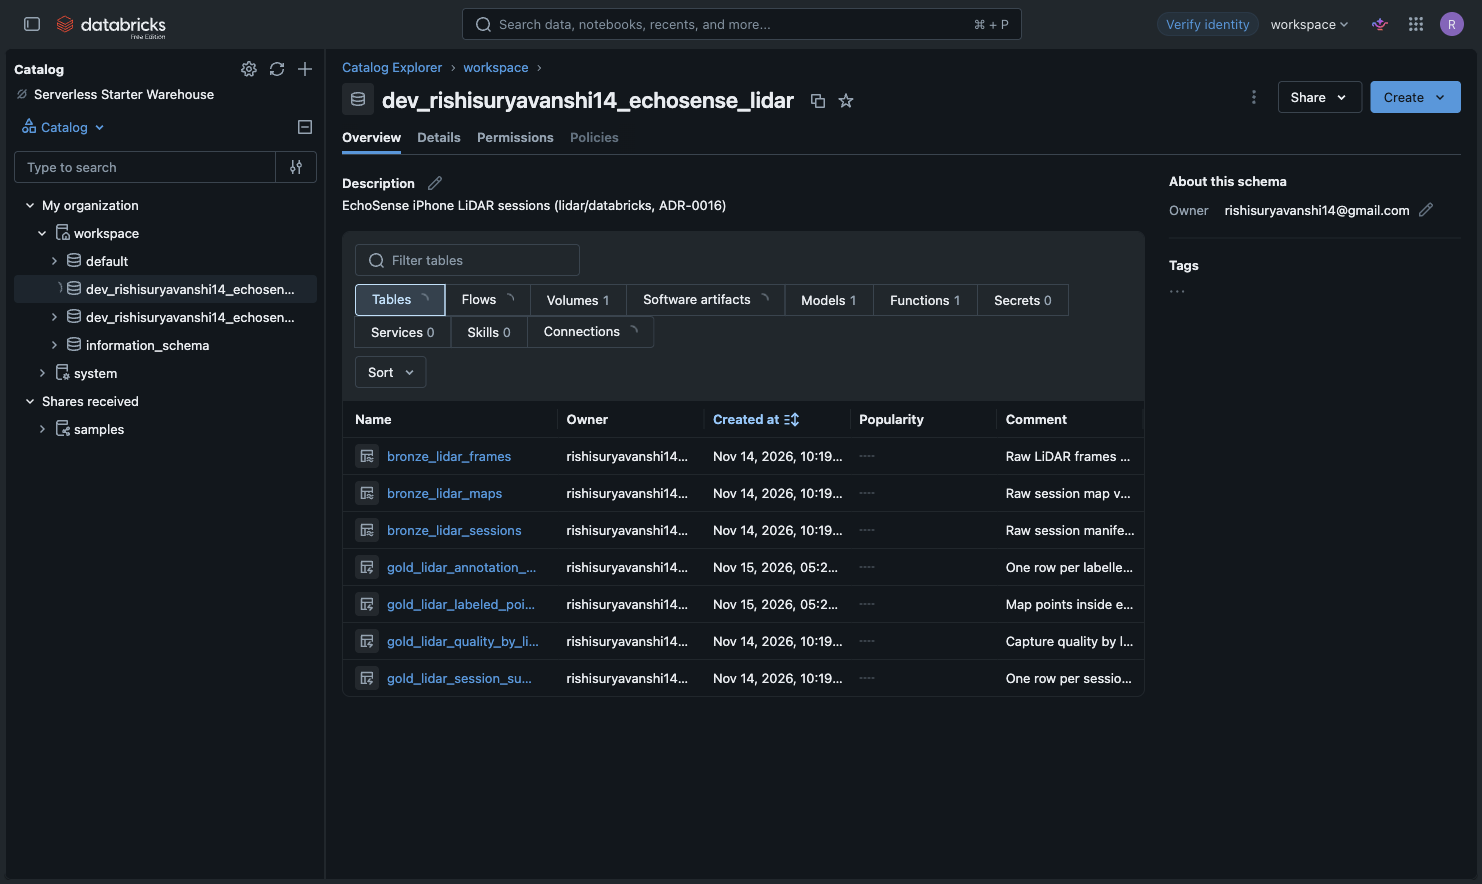 databricks
Free Edition
Search data, notebooks, recents, and more...
⌘ + P
Verify identity
workspace
R
Catalog
Serverless Starter Warehouse
Catalog
Type to search
My organization
workspace
default
dev_rishisuryavanshi14_echosen...
dev_rishisuryavanshi14_echosen...
information_schema
system
Shares received
samples
Catalog Explorer › workspace ›
dev_rishisuryavanshi14_echosense_lidar
Share
Create
Overview Details Permissions Policies
Description
EchoSense iPhone LiDAR sessions (lidar/databricks, ADR-0016)
Filter tables
Tables Flows Volumes 1 Software artifacts Models 1 Functions 1 Secrets 0
Services 0 Skills 0 Connections
Sort
Name Owner Created at Popularity Comment
bronze_lidar_frames rishisuryavanshi14... Nov 14, 2026, 10:19... ---- Raw LiDAR frames ...
bronze_lidar_maps rishisuryavanshi14... Nov 14, 2026, 10:19... ---- Raw session map v...
bronze_lidar_sessions rishisuryavanshi14... Nov 14, 2026, 10:19... ---- Raw session manife...
gold_lidar_annotation_... rishisuryavanshi14... Nov 15, 2026, 05:2... ---- One row per labelle...
gold_lidar_labeled_poi... rishisuryavanshi14... Nov 15, 2026, 05:2... ---- Map points inside e...
gold_lidar_quality_by_li... rishisuryavanshi14... Nov 14, 2026, 10:19... ---- Capture quality by l...
gold_lidar_session_su... rishisuryavanshi14... Nov 14, 2026, 10:19... ---- One row per sessio...
About this schema
Owner rishisuryavanshi14@gmail.com
Tags
...